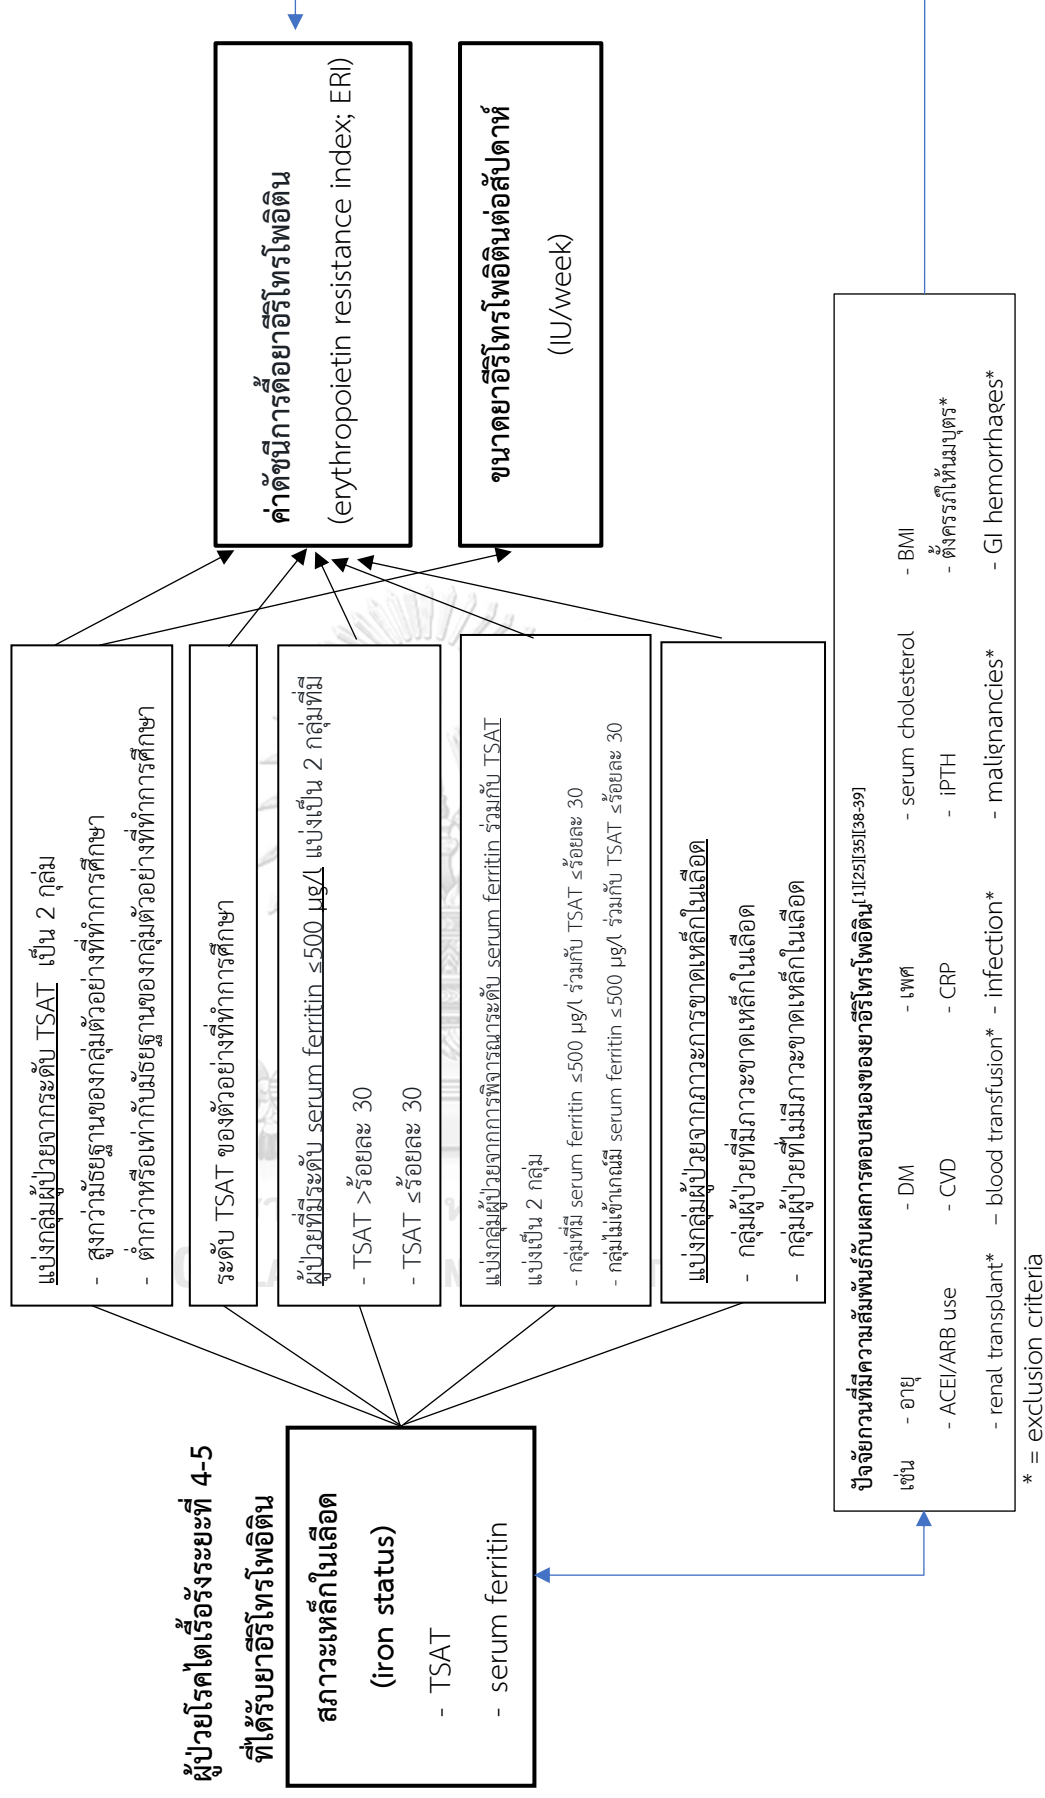 ผู้ป่วยโรคไตเรื้อรังระยะที่ 4-5
ที่ได้รับยาอีริโทรโพอิติน
สภาวะเหล็กในเลือด
(iron status)
- TSAT
- serum ferritin
แบ่งกลุ่มผู้ป่วยจากระดับ TSAT เป็น 2 กลุ่ม
- สูงกว่ามัธยฐานของกลุ่มตัวอย่างที่ทำการศึกษา
- ต่ำกว่าหรือเท่ากับมัธยฐานของกลุ่มตัวอย่างที่ทำการศึกษา
ระดับ TSAT ของตัวอย่างที่ทำการศึกษา
ผู้ป่วยที่มีระดับ serum ferritin ≤500 µg/l แบ่งเป็น 2 กลุ่มที่มี
- TSAT >ร้อยละ 30
- TSAT ≤ร้อยละ 30
แบ่งกลุ่มผู้ป่วยจากการพิจารณาระดับ serum ferritin ร่วมกับ TSAT
แบ่งเป็น 2 กลุ่ม
- กลุ่มที่มี serum ferritin ≤500 µg/l ร่วมกับ TSAT ≤ร้อยละ 30
- กลุ่มไม่เข้าเกณฑ์มี serum ferritin ≤500 µg/l ร่วมกับ TSAT ≤ร้อยละ 30
แบ่งกลุ่มผู้ป่วยจากภาวะการขาดเหล็กในเลือด
- กลุ่มผู้ป่วยที่มีภาวะขาดเหล็กในเลือด
- กลุ่มผู้ป่วยที่ไม่มีภาวะขาดเหล็กในเลือด
ค่าดัชนีการดื้อยาอีริโทรโพอิติน
(erythropoietin resistance index; ERI)
ขนาดยาอีริโทรโพอิตินต่อสัปดาห์
(IU/week)
ปัจจัยกวนที่มีความสัมพันธ์กับผลการตอบสนองของยาอีริโทรโพอิติน[1][25][35][38-39]
เช่น - อายุ - DM - เพศ - serum cholesterol - BMI
- ACEI/ARB use - CVD - CRP - iPTH - ตั้งครรภ์ให้นมบุตร*
- renal transplant* – blood transfusion* - infection* - malignancies* - GI hemorrhages*
* = exclusion criteria